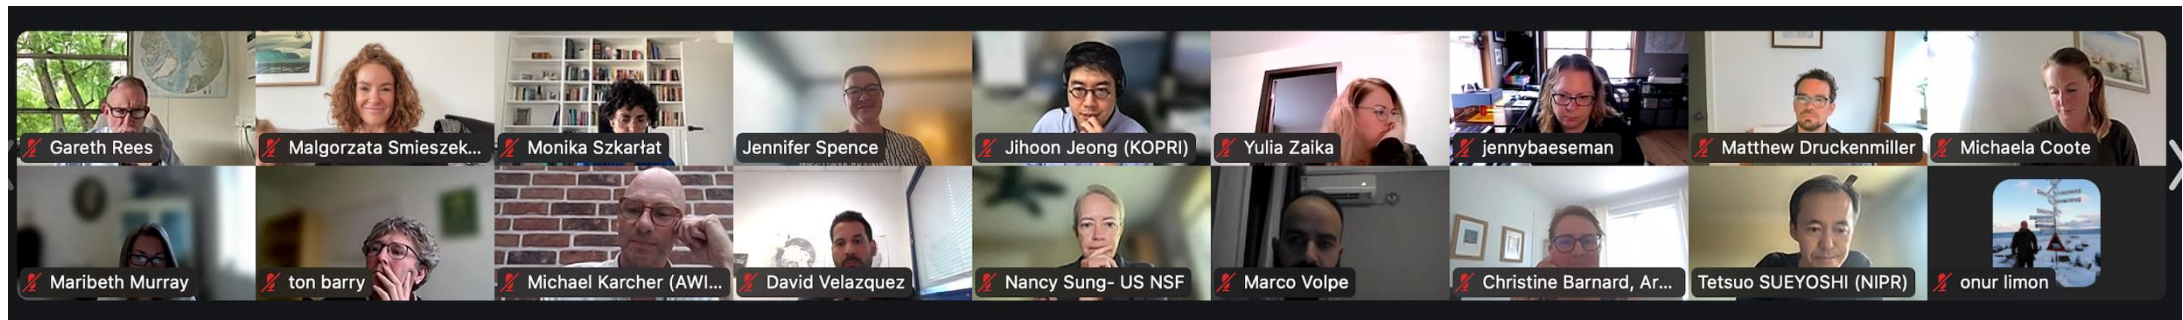 Gareth Rees
Malgorzata Smieszek...
Monika Szkarłat
Jennifer Spence
Jihoon Jeong (KOPRI)
Yulia Zaika
jennybaeseman
Matthew Druckenmiller
Michaela Coote
Maribeth Murray
ton barry
Michael Karcher (AWI...
David Velazquez
Nancy Sung- US NSF
Marco Volpe
Christine Barnard, Ar...
Tetsuo SUEYOSHI (NIPR)
onur limon